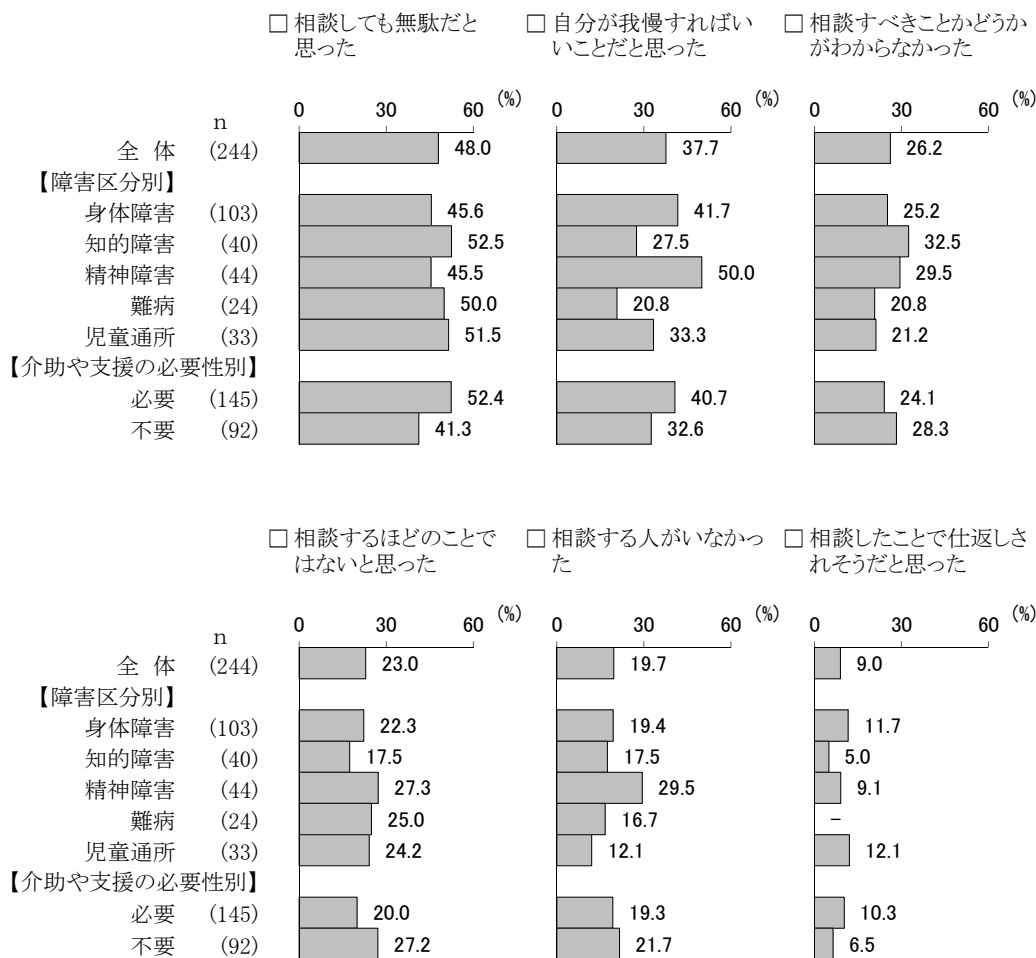 □ 相談しても無駄だと □ 自分が我慢すればい □ 相談すべきことかどうか
思った いことだと思った がわからなかった
0 30 60 (%) 0 30 60 (%) 0 30 60 (%)
n
全 体 (244) 48.0 37.7 26.2
【障害区分別】
身体障害 (103) 45.6 41.7 25.2
知的障害 (40) 52.5 27.5 32.5
精神障害 (44) 45.5 50.0 29.5
難病 (24) 50.0 20.8 20.8
児童通所 (33) 51.5 33.3 21.2
【介助や支援の必要性別】
必要 (145) 52.4 40.7 24.1
不要 (92) 41.3 32.6 28.3
□ 相談するほどのことで □ 相談する人がいなかっ □ 相談したことで仕返しさ
はないと思った た れそうだと思った
0 30 60 (%) 0 30 60 (%) 0 30 60 (%)
n
全 体 (244) 23.0 19.7 9.0
【障害区分別】
身体障害 (103) 22.3 19.4 11.7
知的障害 (40) 17.5 17.5 5.0
精神障害 (44) 27.3 29.5 9.1
難病 (24) 25.0 16.7 －
児童通所 (33) 24.2 12.1 12.1
【介助や支援の必要性別】
必要 (145) 20.0 19.3 10.3
不要 (92) 27.2 21.7 6.5